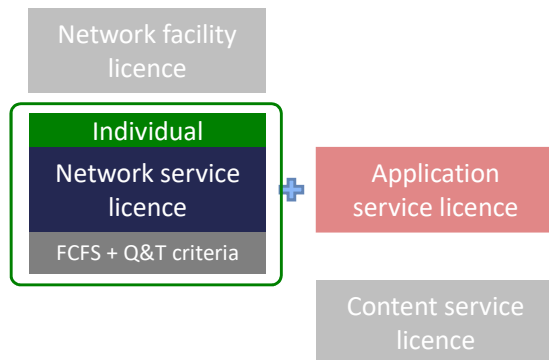 Network facility
licence
Individual
Network service
licence
FCFS + Q&T criteria
Application
service licence
Content service
licence